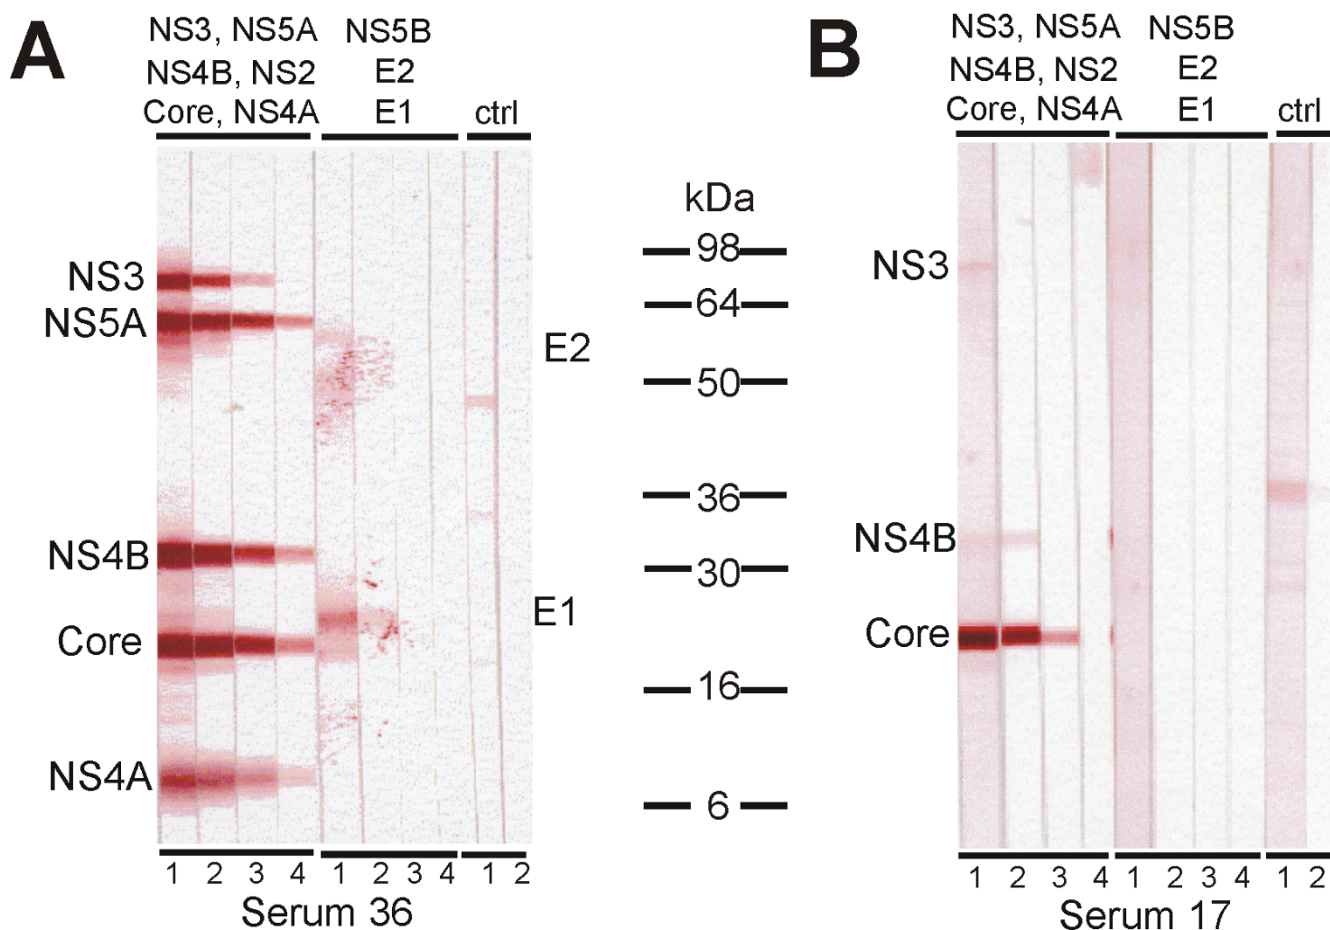 A
NS3, NS5A NS5B
NS4B, NS2 E2
Core, NS4A E1 ctrl
NS3
NS5A
NS4B
Core
NS4A
E2
E1
1 2 3 4 1 2 3 4 1 2
Serum 36
kDa
98
64
50
36
30
16
6
B
NS3, NS5A NS5B
NS4B, NS2 E2
Core, NS4A E1 ctrl
NS3
NS4B
Core
1 2 3 4 1 2 3 4 1 2
Serum 17